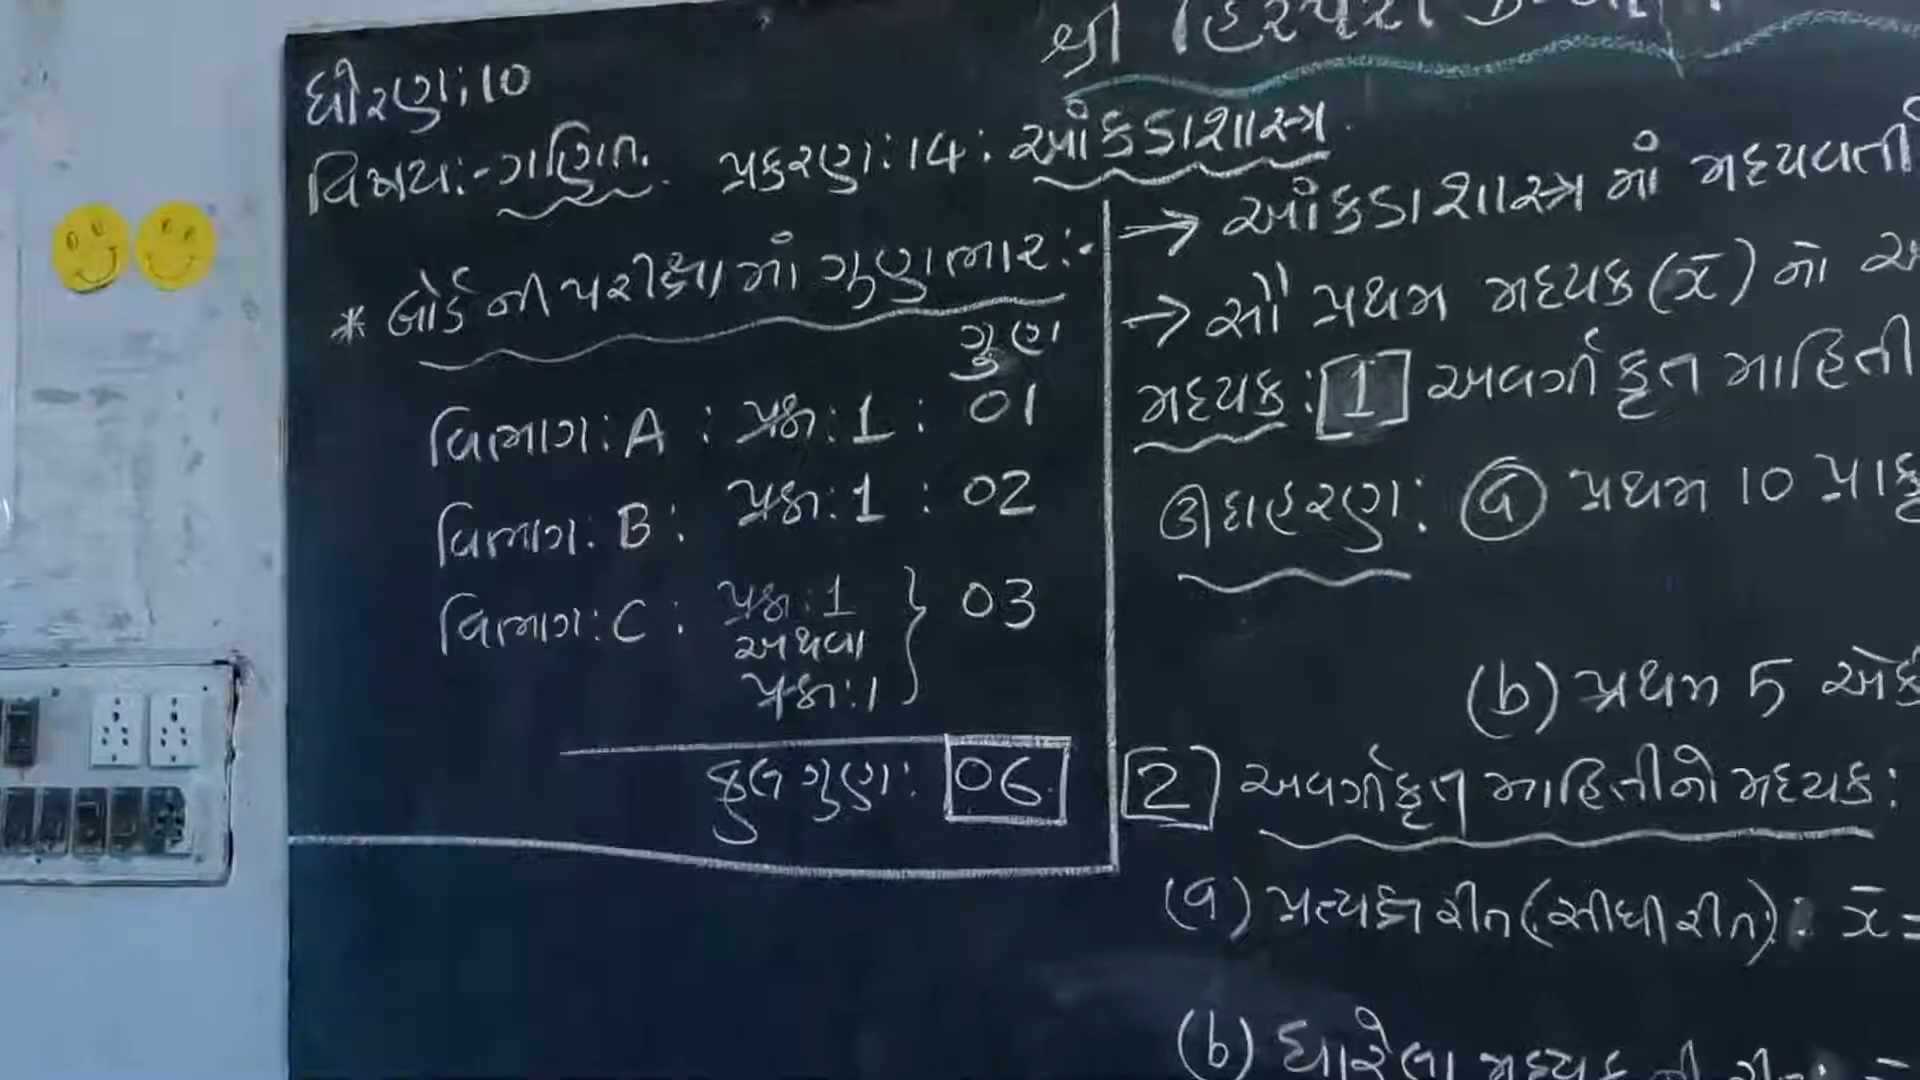 શ્રી
ધોરણ:10
વિષય:-ગણિત. પ્રકરણ:14: આંકડાશાસ્ત્ર.
* બોર્ડ ની પરીક્ષા માં ગુણભાર:-
ગુણ
વિભાગ: A : પ્રશ્ન: 1 : 01
વિભાગ: B : પ્રશ્ન: 1 : 02
વિભાગ: C : પ્રશ્ન: 1
અથવા
પ્રશ્ન: 1 } 03
કુલ ગુણ: 06
→ આંકડાશાસ્ત્ર માં મધ્યવર્તી
→ સૌ પ્રથમ મધ્યક (x̄) નો
મધ્યક: 1 અવર્ગીકૃત માહિતી
ઉદાહરણ: a પ્રથમ 10
(b) પ્રથમ 5
2 અવર્ગીકૃત માહિતીનો મધ્યક:
(a) પ્રત્યક્ષ રીત (સીધી રીત): x̄ =
(b) ધારેલા મધ્યક ની રીત: